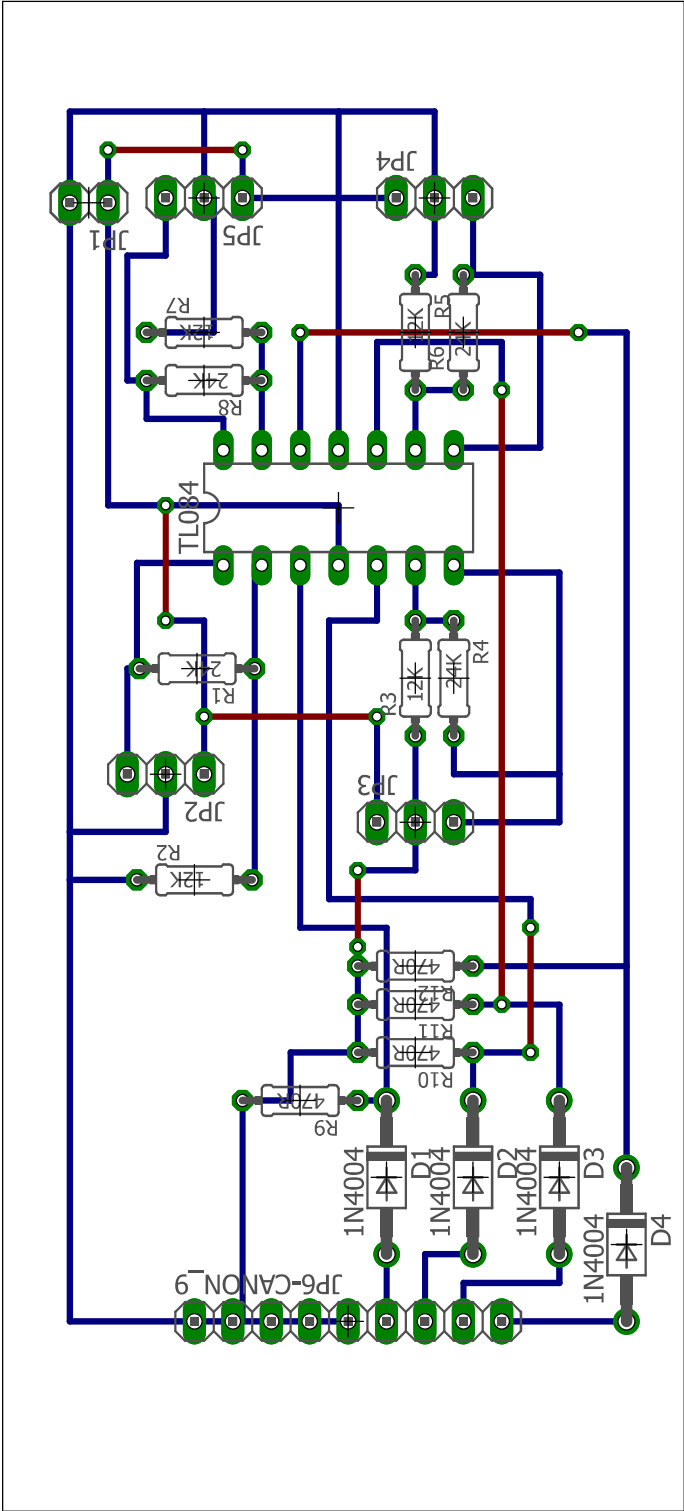 JP4
JP1
JP5
R7
12K
R5
12K
24K
R6
24K
R8
TL084
24K
R1
R3
12K
24K
R4
JP2
JP3
R2
12K
470R
R12
470R
R11
470R
R10
470R
R9
1N4004
D1
1N4004
D2
1N4004
D3
1N4004
D4
JP6-CANON_9